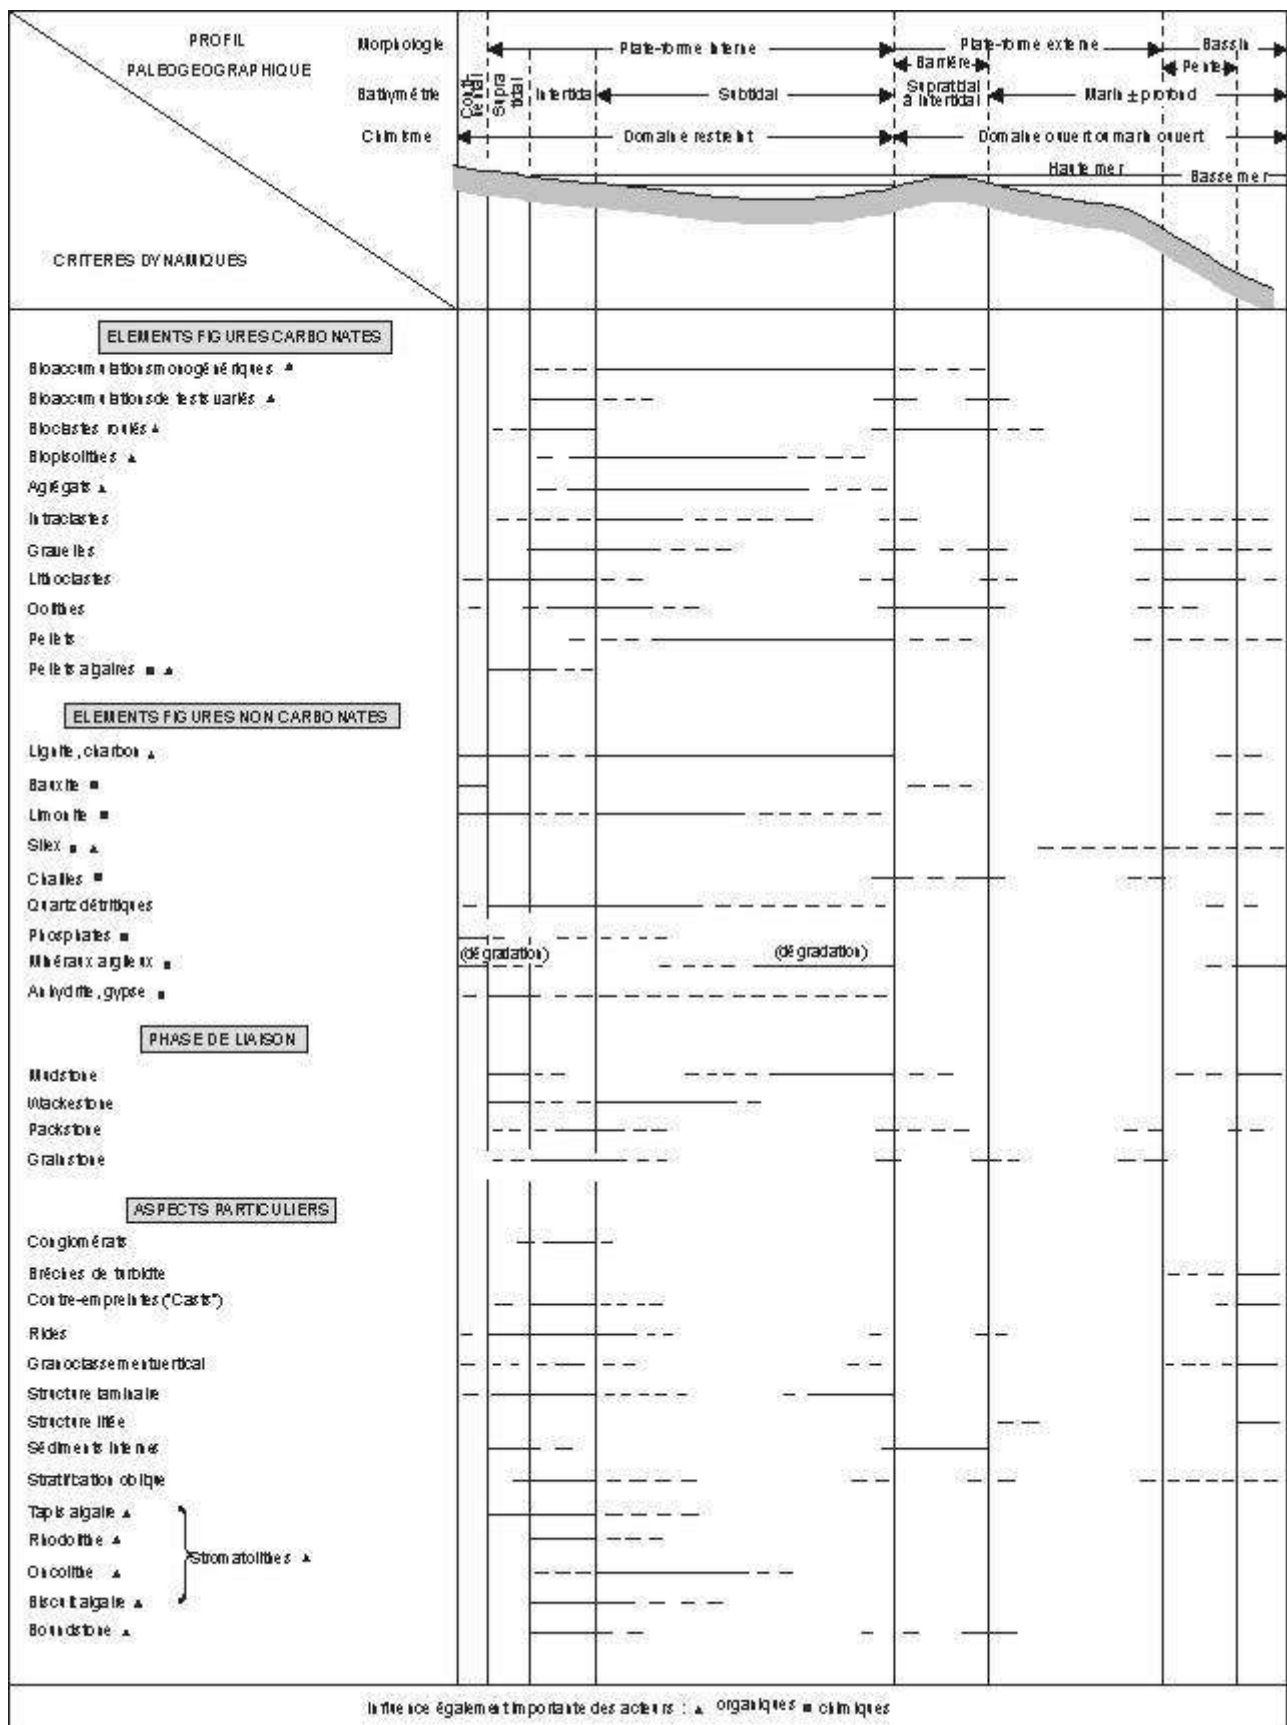 PROFIL
PALEOGEOGRAPHIQUE
Morphologie
Plate-forme interne
Plate-forme externe
Bassin
Barrière
Pente
Bathymétrie
Conti-
nental
Supra
tidal
Intertidal
Subtidal
Supratidal
à intertidal
Marin ± profond
Chimisme
Domaine restreint
Domaine ouvert ou marin ouvert
Haute mer
Basse mer
CRITERES DYNAMIQUES
ELEMENTS FIGURES CARBONATES
Bioaccumulations monogénériques ▲
Bioaccumulations de tests variés ▲
Bioclastes roulés ▲
Biopisolithes ▲
Agrégats ▲
Intraclastes
Gravelles
Lithoclastes
Oolithes
Pellets
Pellets algaires ■ ▲
ELEMENTS FIGURES NON CARBONATES
Lignite, charbon ▲
Bauxite ■
Limonite ■
Silex ■ ▲
Chailles ■
Quartz détritiques
Phosphates ■
(dégradation) (dégradation)
Minéraux argileux ■
Anhydrite, gypse ■
PHASE DE LIAISON
Mudstone
Wackestone
Packstone
Grainstone
ASPECTS PARTICULIERS
Conglomérats
Brêches de turbidite
Contre-empreintes ("Casts")
Rides
Granoclassement vertical
Structure laminaire
Structure litée
Sédiments internes
Stratification oblique
Tapis algaire ▲
Rhodolithe ▲
Stromatolithes ▲
Oncolithe ▲
Biscuit algaire ▲
Boundstone ▲
Influence également importante des acteurs : ▲ organiques ■ chimiques